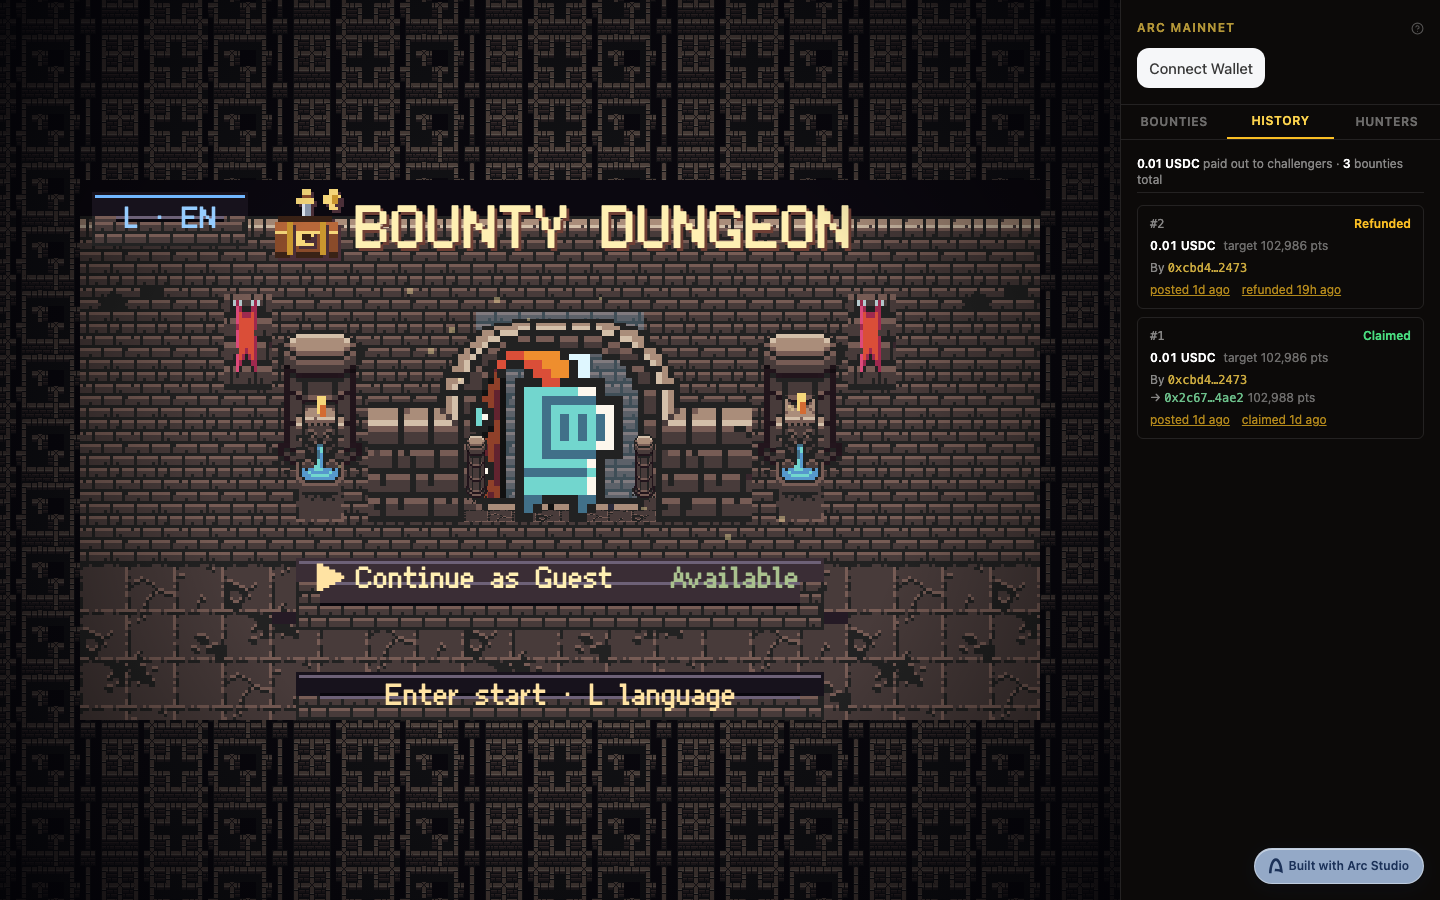 L · EN
BOUNTY DUNGEON
Continue as Guest Available
Enter start · L language
ARC MAINNET
Connect Wallet
BOUNTIES HISTORY HUNTERS
0.01 USDC paid out to challengers · 3 bounties
total
#2 Refunded
0.01 USDC target 102,986 pts
By 0xcbd4…2473
posted 1d ago refunded 19h ago
#1 Claimed
0.01 USDC target 102,986 pts
By 0xcbd4…2473
→ 0x2c67…4ae2 102,988 pts
posted 1d ago claimed 1d ago
Built with Arc Studio